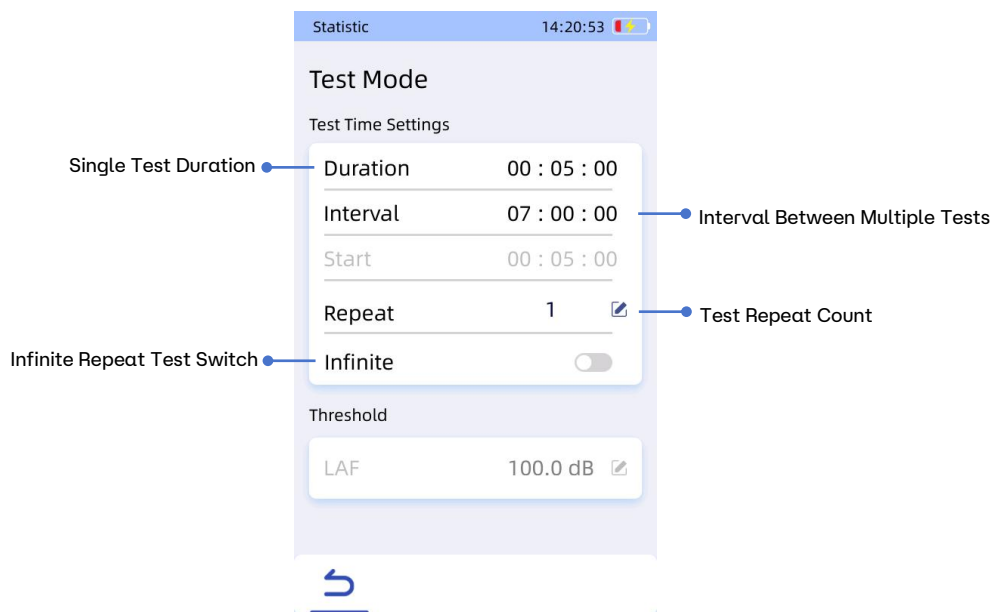 Statistic 14:20:53
Test Mode
Test Time Settings
Single Test Duration Duration 00 : 05 : 00
Interval 07 : 00 : 00 Interval Between Multiple Tests
Start 00 : 05 : 00
Repeat 1 Test Repeat Count
Infinite Repeat Test Switch Infinite
Threshold
LAF 100.0 dB